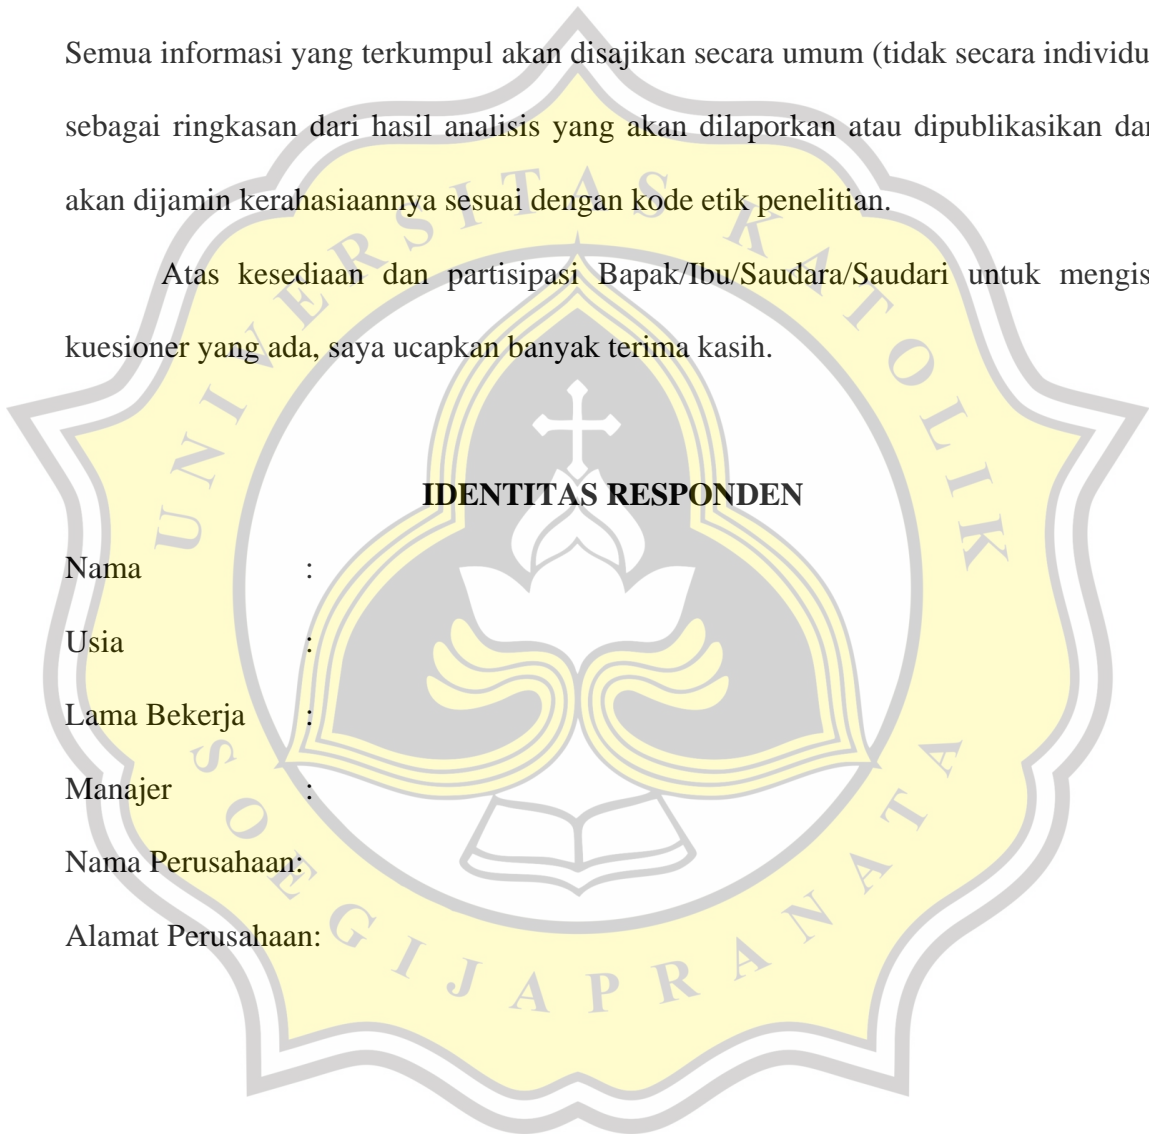 Semua informasi yang terkumpul akan disajikan secara umum (tidak secara individu
sebagai ringkasan dari hasil analisis yang akan dilaporkan atau dipublikasikan dan
akan dijamin kerahasiaannya sesuai dengan kode etik penelitian.
Atas kesediaan dan partisipasi Bapak/Ibu/Saudara/Saudari untuk mengis
kuesioner yang ada, saya ucapkan banyak terima kasih.
IDENTITAS RESPONDEN
Nama :
Usia :
Lama Bekerja :
Manajer :
Nama Perusahaan:
Alamat Perusahaan:
UNIVERSITAS KATOLIK
SOEGIJAPRANATA